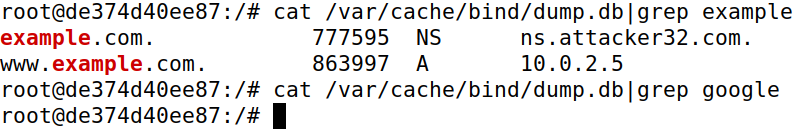 root@de374d40ee87:/# cat /var/cache/bind/dump.db|grep example
example.com.            777595  NS      ns.attacker32.com.
www.example.com.        863997  A       10.0.2.5
root@de374d40ee87:/# cat /var/cache/bind/dump.db|grep google
root@de374d40ee87:/#